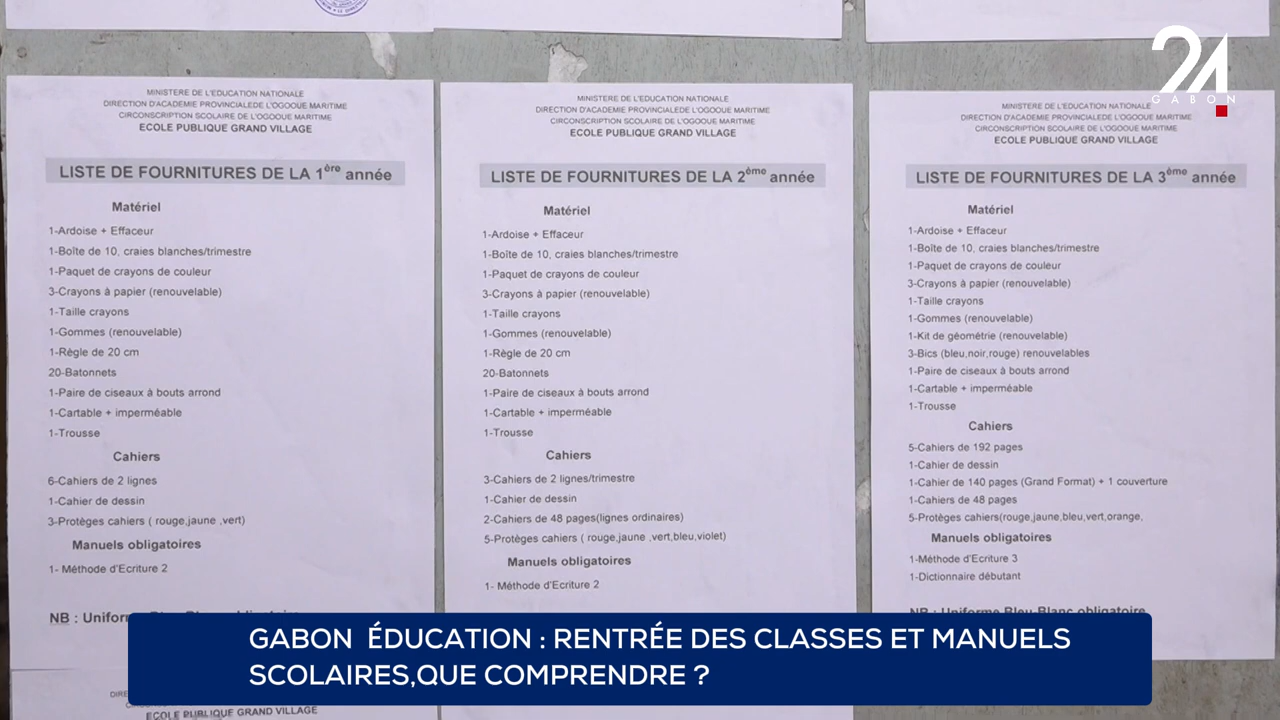 24
GABON
MINISTERE DE L'EDUCATION NATIONALE
DIRECTION D'ACADEMIE PROVINCIALEDE L'OGOOUE MARITIME
CIRCONSCRIPTION SCOLAIRE DE L'OGOOUE MARITIME
ECOLE PUBLIQUE GRAND VILLAGE
LISTE DE FOURNITURES DE LA 1ère année
Matériel
1-Ardoise + Effaceur
1-Boîte de 10, craies blanches/trimestre
1-Paquet de crayons de couleur
3-Crayons à papier (renouvelable)
1-Taille crayons
1-Gommes (renouvelable)
1-Règle de 20 cm
20-Batonnets
1-Paire de ciseaux à bouts arrond
1-Cartable + imperméable
1-Trousse
Cahiers
6-Cahiers de 2 lignes
1-Cahier de dessin
3-Protèges cahiers ( rouge,jaune ,vert)
Manuels obligatoires
1- Méthode d'Ecriture 2
NB :
MINISTERE DE L'EDUCATION NATIONALE
DIRECTION D'ACADEMIE PROVINCIALEDE L'OGOOUE MARITIME
CIRCONSCRIPTION SCOLAIRE DE L'OGOOUE MARITIME
ECOLE PUBLIQUE GRAND VILLAGE
LISTE DE FOURNITURES DE LA 2ème année
Matériel
1-Ardoise + Effaceur
1-Boîte de 10, craies blanches/trimestre
1-Paquet de crayons de couleur
3-Crayons à papier (renouvelable)
1-Taille crayons
1-Gommes (renouvelable)
1-Règle de 20 cm
20-Batonnets
1-Paire de ciseaux à bouts arrond
1-Cartable + imperméable
1-Trousse
Cahiers
3-Cahiers de 2 lignes/trimestre
1-Cahier de dessin
2-Cahiers de 48 pages(lignes ordinaires)
5-Protèges cahiers ( rouge,jaune ,vert,bleu,violet)
Manuels obligatoires
1- Méthode d'Ecriture 2
MINISTERE DE L'EDUCATION NATIONALE
DIRECTION D'ACADEMIE PROVINCIALEDE L'OGOOUE MARITIME
CIRCONSCRIPTION SCOLAIRE DE L'OGOOUE MARITIME
ECOLE PUBLIQUE GRAND VILLAGE
LISTE DE FOURNITURES DE LA 3ème année
Matériel
1-Ardoise + Effaceur
1-Boîte de 10, craies blanches/trimestre
1-Paquet de crayons de couleur
3-Crayons à papier (renouvelable)
1-Taille crayons
1-Gommes (renouvelable)
1-Kit de géométrie (renouvelable)
3-Bics (bleu,noir,rouge) renouvelables
1-Paire de ciseaux à bouts arrond
1-Cartable + imperméable
1-Trousse
Cahiers
5-Cahiers de 192 pages
1-Cahier de dessin
1-Cahier de 140 pages (Grand Format) + 1 couverture
1-Cahiers de 48 pages
5-Protèges cahiers(rouge,jaune,bleu,vert,orange,
Manuels obligatoires
1-Méthode d'Ecriture 3
1-Dictionnaire débutant
NB : Uniforme Bleu-Blanc obligatoire
GABON ÉDUCATION : RENTRÉE DES CLASSES ET MANUELS
SCOLAIRES,QUE COMPRENDRE ?
ECOLE PUBLIQUE GRAND VILLAGE